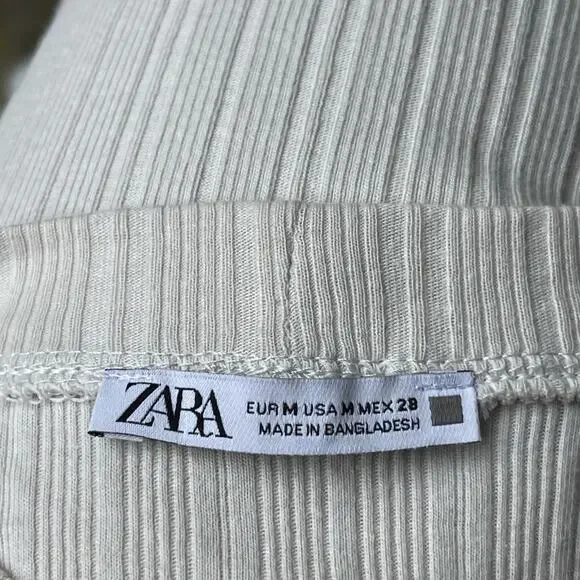 ZARA
EUR M USA M MEX 28
MADE IN BANGLADESH